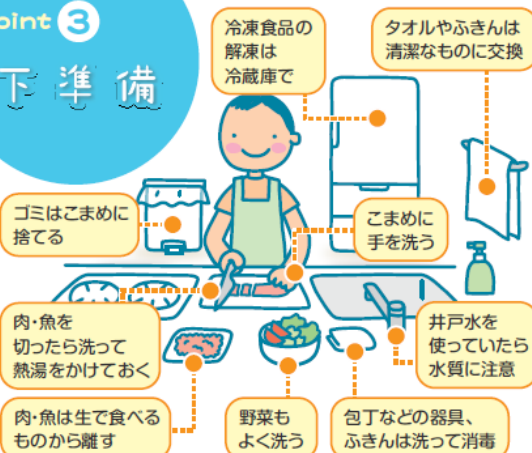 point 3
下準備
冷凍食品の
解凍は
冷蔵庫で
タオルやふきんは
清潔なものに交換
ゴミはこまめに
捨てる
こまめに
手を洗う
肉・魚を
切ったら洗って
熱湯をかけておく
井戸水を
使っていたら
水質に注意
肉・魚は生で食べる
ものから離す
野菜も
よく洗う
包丁などの器具、
ふきんは洗って消毒